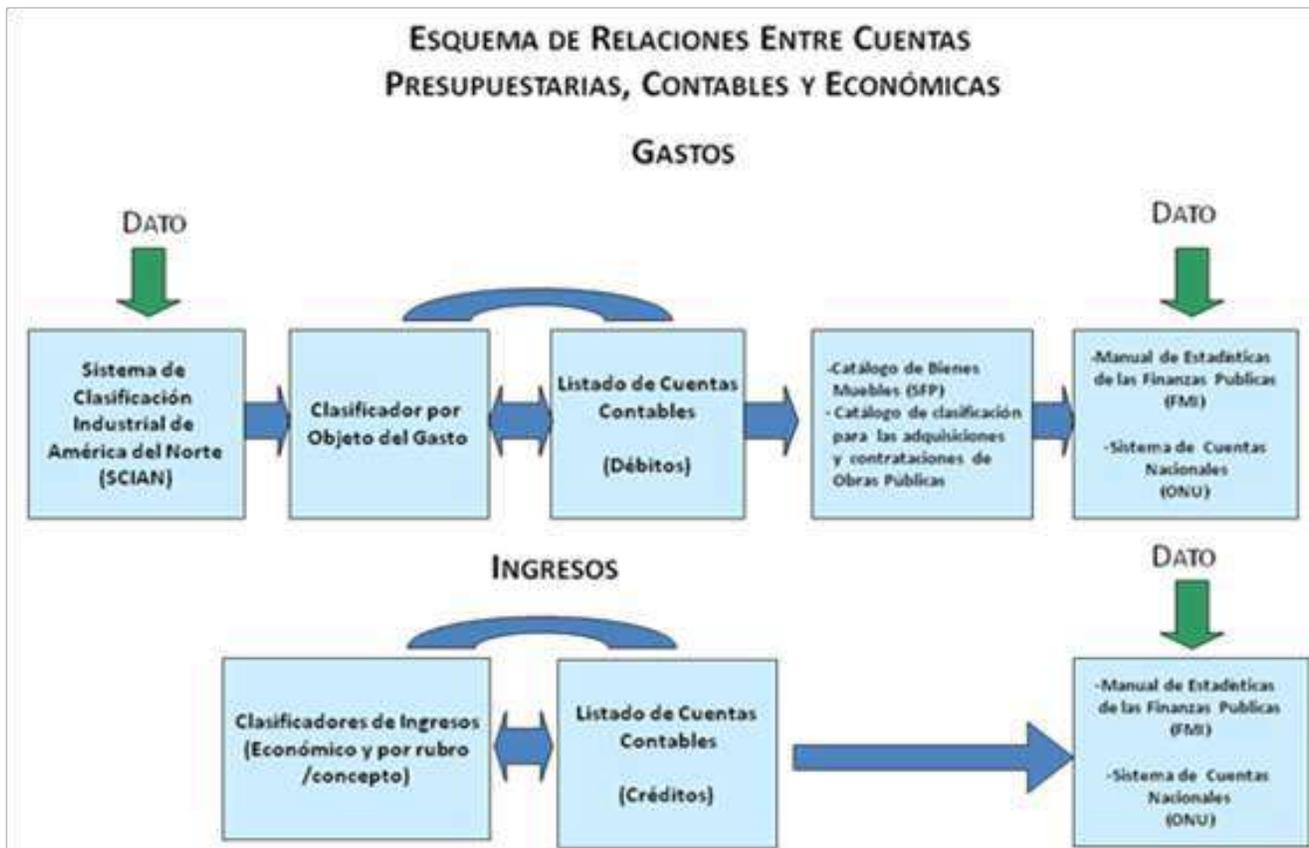 ESQUEMA DE RELACIONES ENTRE CUENTAS
PRESUPUESTARIAS, CONTABLES Y ECONÓMICAS
GASTOS
DATO
DATO
Sistema de
Clasificación
Industrial de
América del Norte
(SCIAN)
Clasificador por
Objeto del Gasto
Listado de Cuentas
Contables
(Débitos)
-Catálogo de Bienes
Muebles (SFP)
- Catálogo de clasificación
para las adquisiciones
y contrataciones de
Obras Públicas
-Manual de Estadísticas
de las Finanzas Publicas
(FMI)
-Sistema de Cuentas
Nacionales
(ONU)
INGRESOS
DATO
Clasificadores de Ingresos
(Económico y por rubro
/concepto)
Listado de Cuentas
Contables
(Créditos)
-Manual de Estadísticas
de las Finanzas Publicas
(FMI)
-Sistema de Cuentas
Nacionales
(ONU)